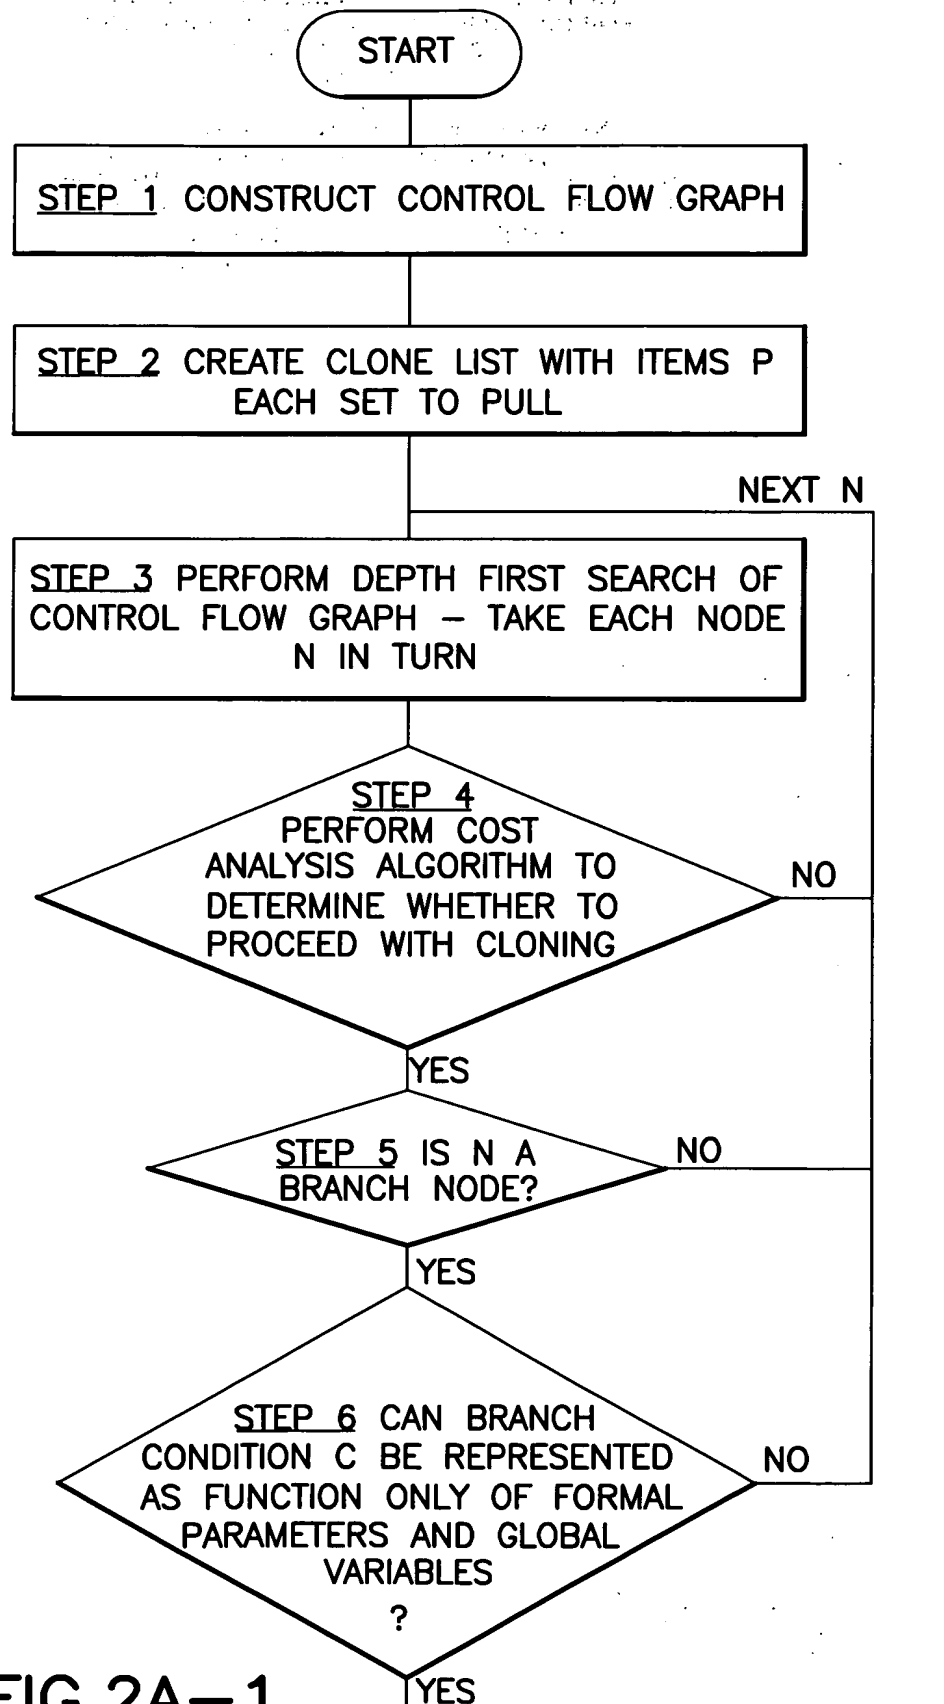 START
STEP 1 CONSTRUCT CONTROL FLOW GRAPH
STEP 2 CREATE CLONE LIST WITH ITEMS P
EACH SET TO PULL
NEXT N
STEP 3 PERFORM DEPTH FIRST SEARCH OF
CONTROL FLOW GRAPH – TAKE EACH NODE
N IN TURN
STEP 4
PERFORM COST
ANALYSIS ALGORITHM TO
DETERMINE WHETHER TO
PROCEED WITH CLONING
NO
YES
STEP 5 IS N A
BRANCH NODE?
NO
YES
STEP 6 CAN BRANCH
CONDITION C BE REPRESENTED
AS FUNCTION ONLY OF FORMAL
PARAMETERS AND GLOBAL
VARIABLES
?
NO
YES
FIG.2A–1